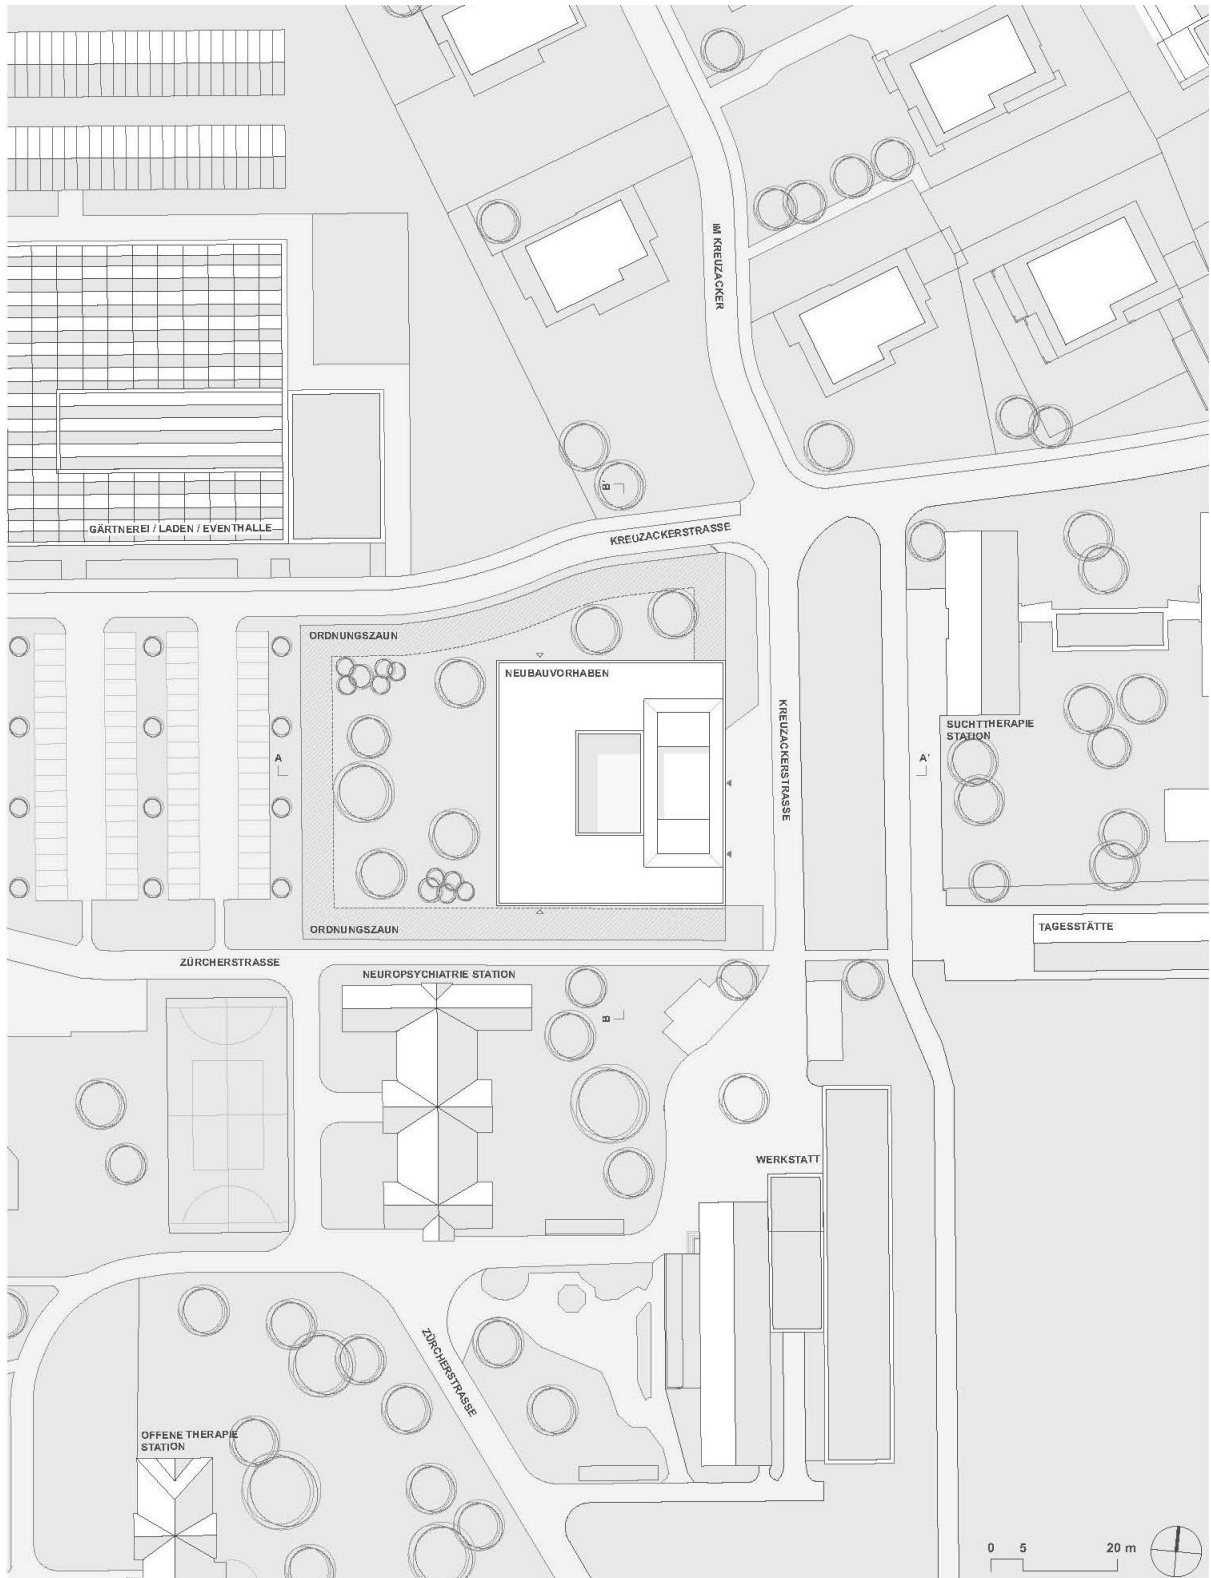 IM KREUZACKER
B'
GÄRTNEREI / LADEN / EVENTHALLE
KREUZACKERSTRASSE
ORDNUNGSZAUN
NEUBAUVORHABEN
KREUZACKERSTRASSE
SUCHTTHERAPIE
STATION
A
A'
ORDNUNGSZAUN
TAGESSTÄTTE
ZÜRCHERSTRASSE
NEUROPSYCHIATRIE STATION
B
WERKSTATT
ZÜRCHERSTRASSE
OFFENE THERAPIE
STATION
0 5 20 m